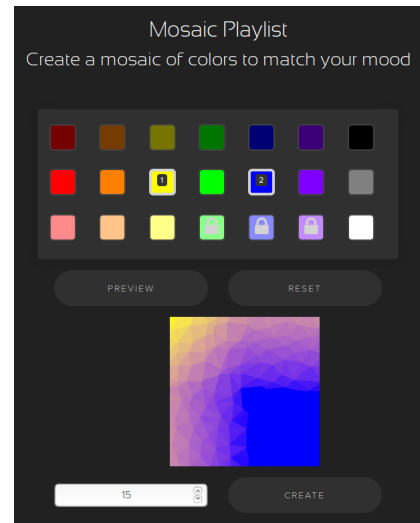 Mosaic Playlist
Create a mosaic of colors to match your mood
1
2
PREVIEW
RESET
15
CREATE